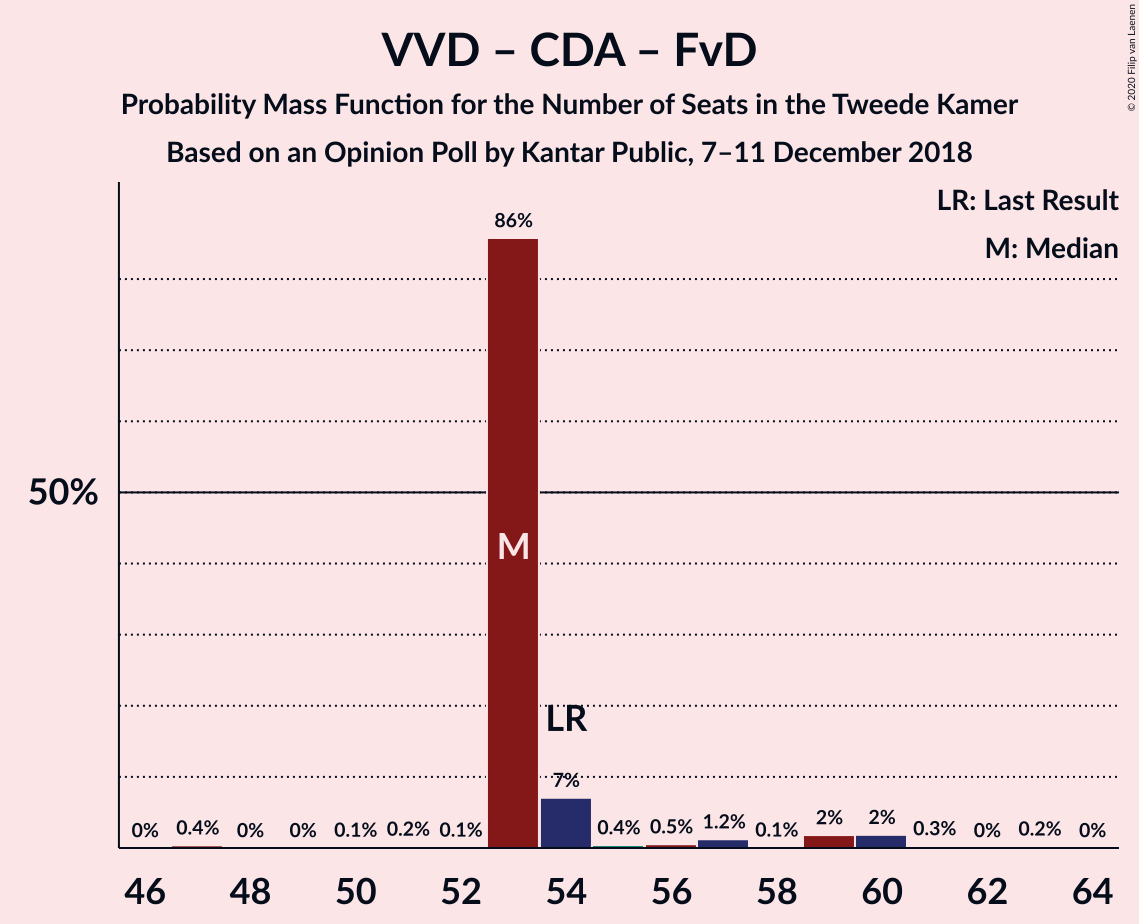 VVD – CDA – FvD
Probability Mass Function for the Number of Seats in the Tweede Kamer
Based on an Opinion Poll by Kantar Public, 7–11 December 2018
© 2020 Filip van Laenen
LR: Last Result
M: Median
86%
50%
M
LR
7%
0% 0.4% 0% 0% 0.1% 0.2% 0.1% 0.4% 0.5% 1.2% 0.1% 2% 2% 0.3% 0% 0.2% 0%
46 48 50 52 54 56 58 60 62 64